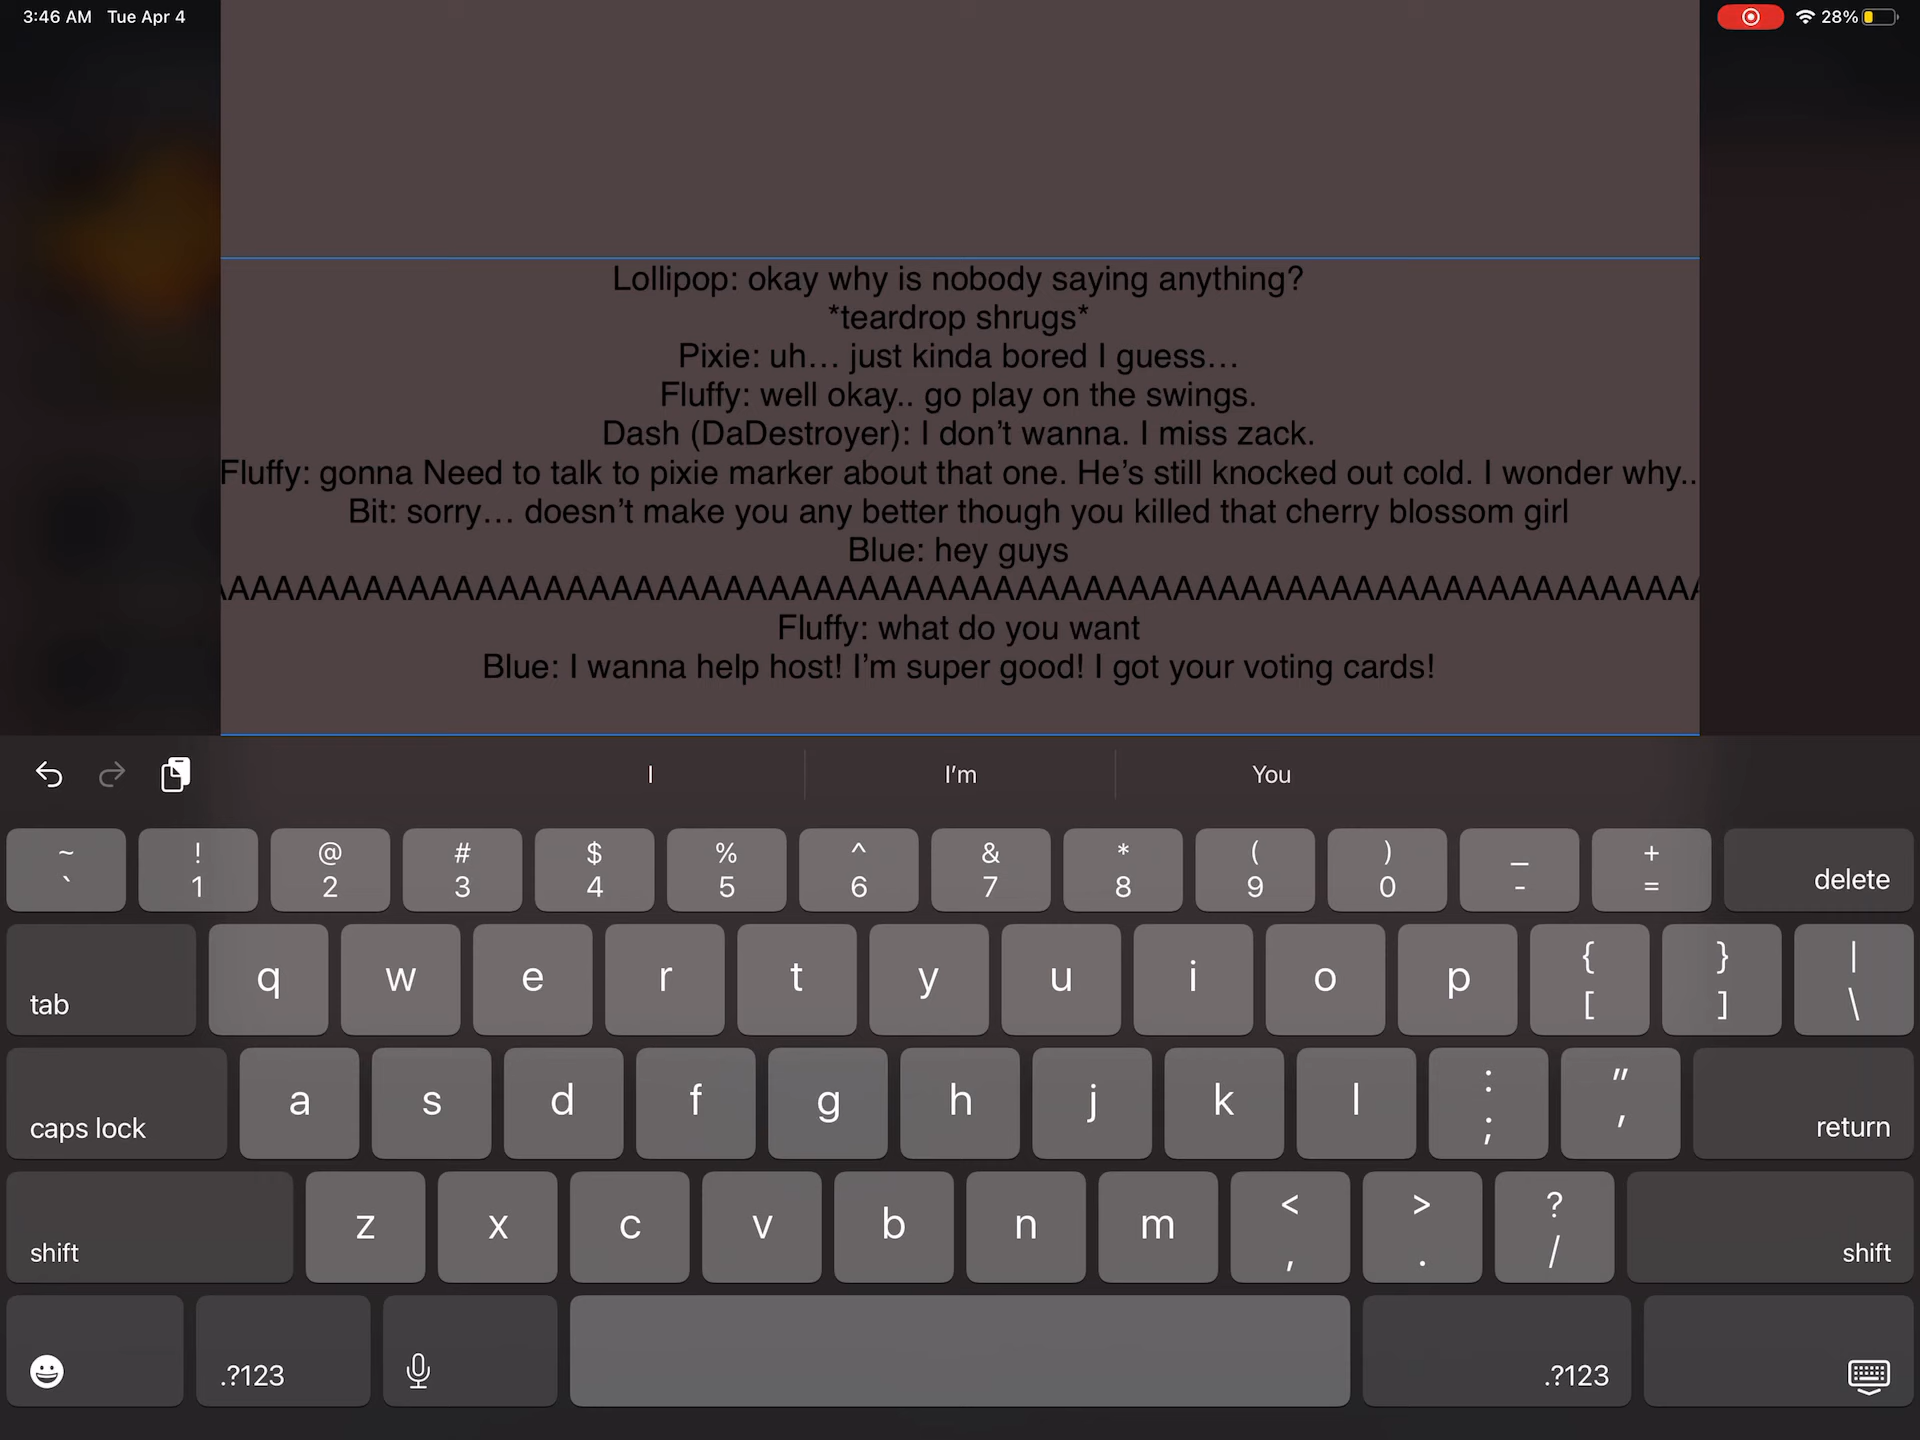 3:46 AM Tue Apr 4
28%
Lollipop: okay why is nobody saying anything?
*teardrop shrugs*
Pixie: uh… just kinda bored I guess…
Fluffy: well okay.. go play on the swings.
Dash (DaDestroyer): I don’t wanna. I miss zack.
Fluffy: gonna Need to talk to pixie marker about that one. He’s still knocked out cold. I wonder why..
Bit: sorry… doesn’t make you any better though you killed that cherry blossom girl
Blue: hey guys
AAAAAAAAAAAAAAAAAAAAAAAAAAAAAAAAAAAAAAAAAAAAAAAAAAAAAAAAAAAAAAAAA
Fluffy: what do you want
Blue: I wanna help host! I’m super good! I got your voting cards!
I I’m You
~ ! @ # $ % ^ & * ( ) _ +
` 1 2 3 4 5 6 7 8 9 0 - = delete
tab q w e r t y u i o p { [ } ] | \
caps lock a s d f g h j k l : ; " ' return
shift z x c v b n m < , > . ? / shift
.?123 .?123